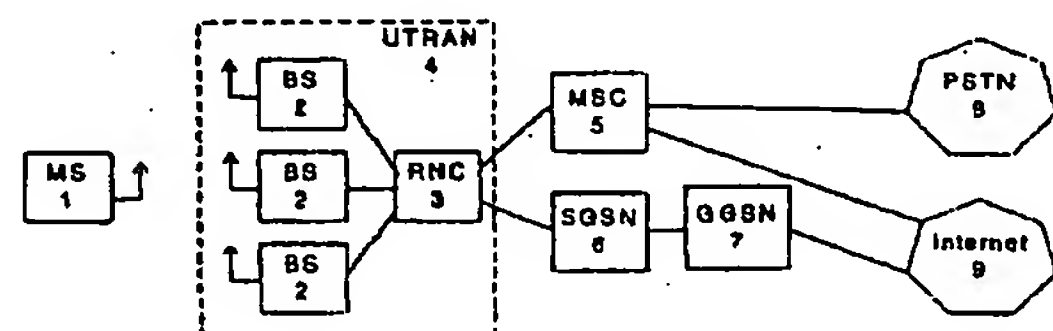 UTRAN
4
BS
2
MSC
5
PSTN
8
MS
1
BS
2
RNC
3
SGSN
6
GGSN
7
Internet
9
BS
2